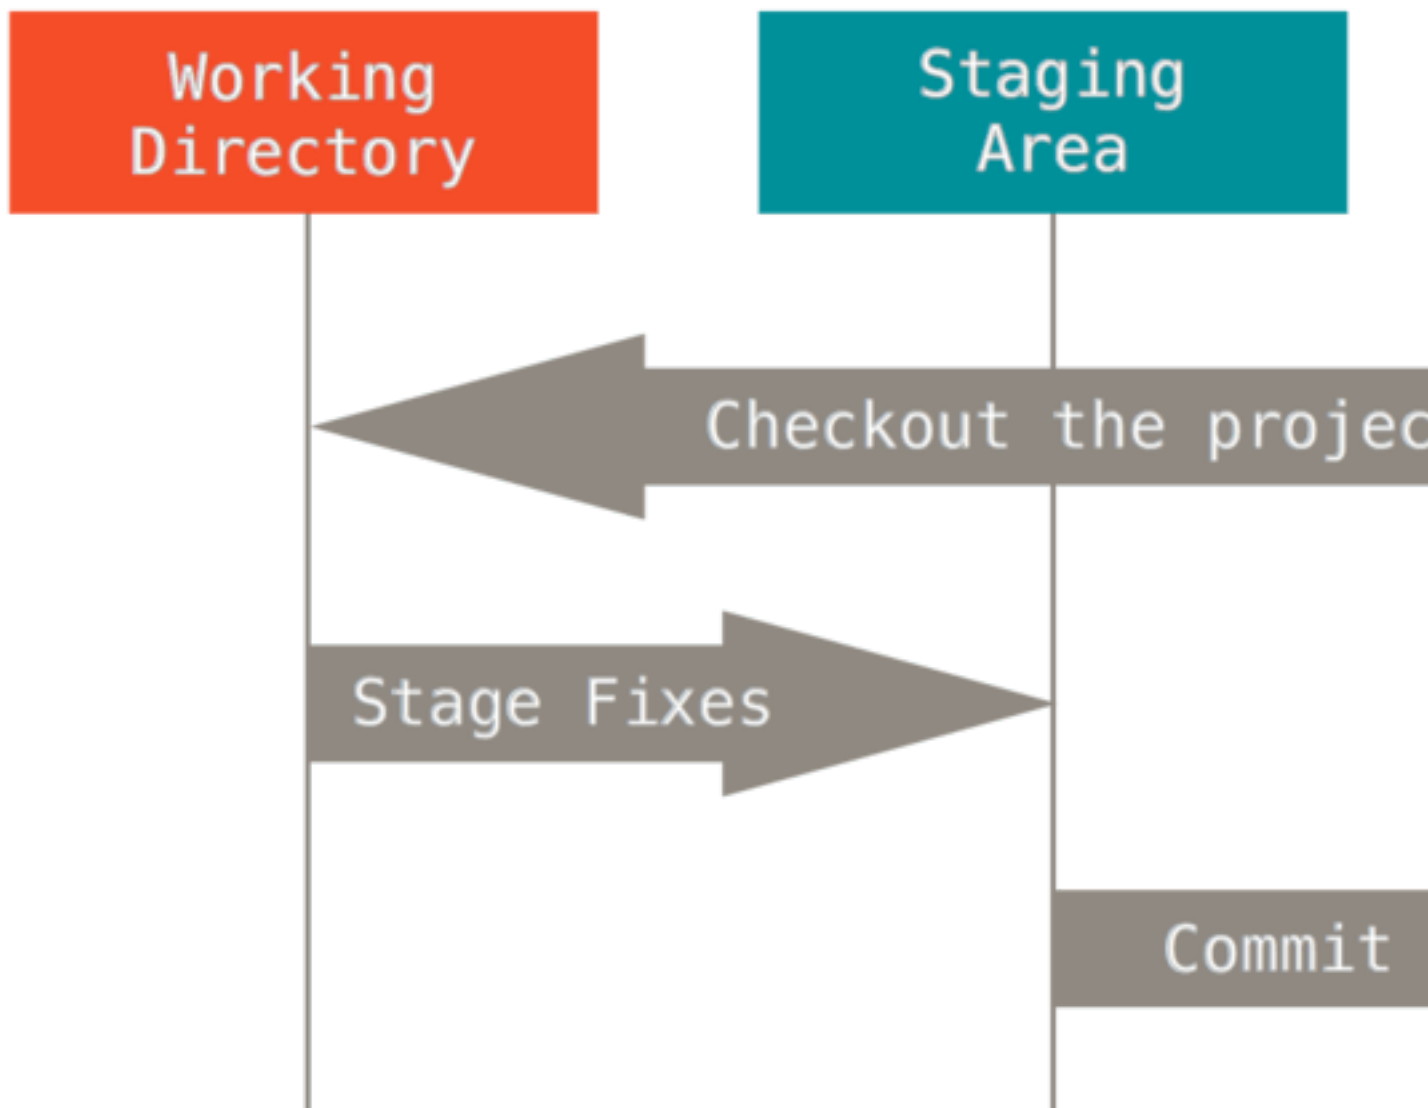 Working
Directory
Staging
Area
Checkout the projec
Stage Fixes
Commit